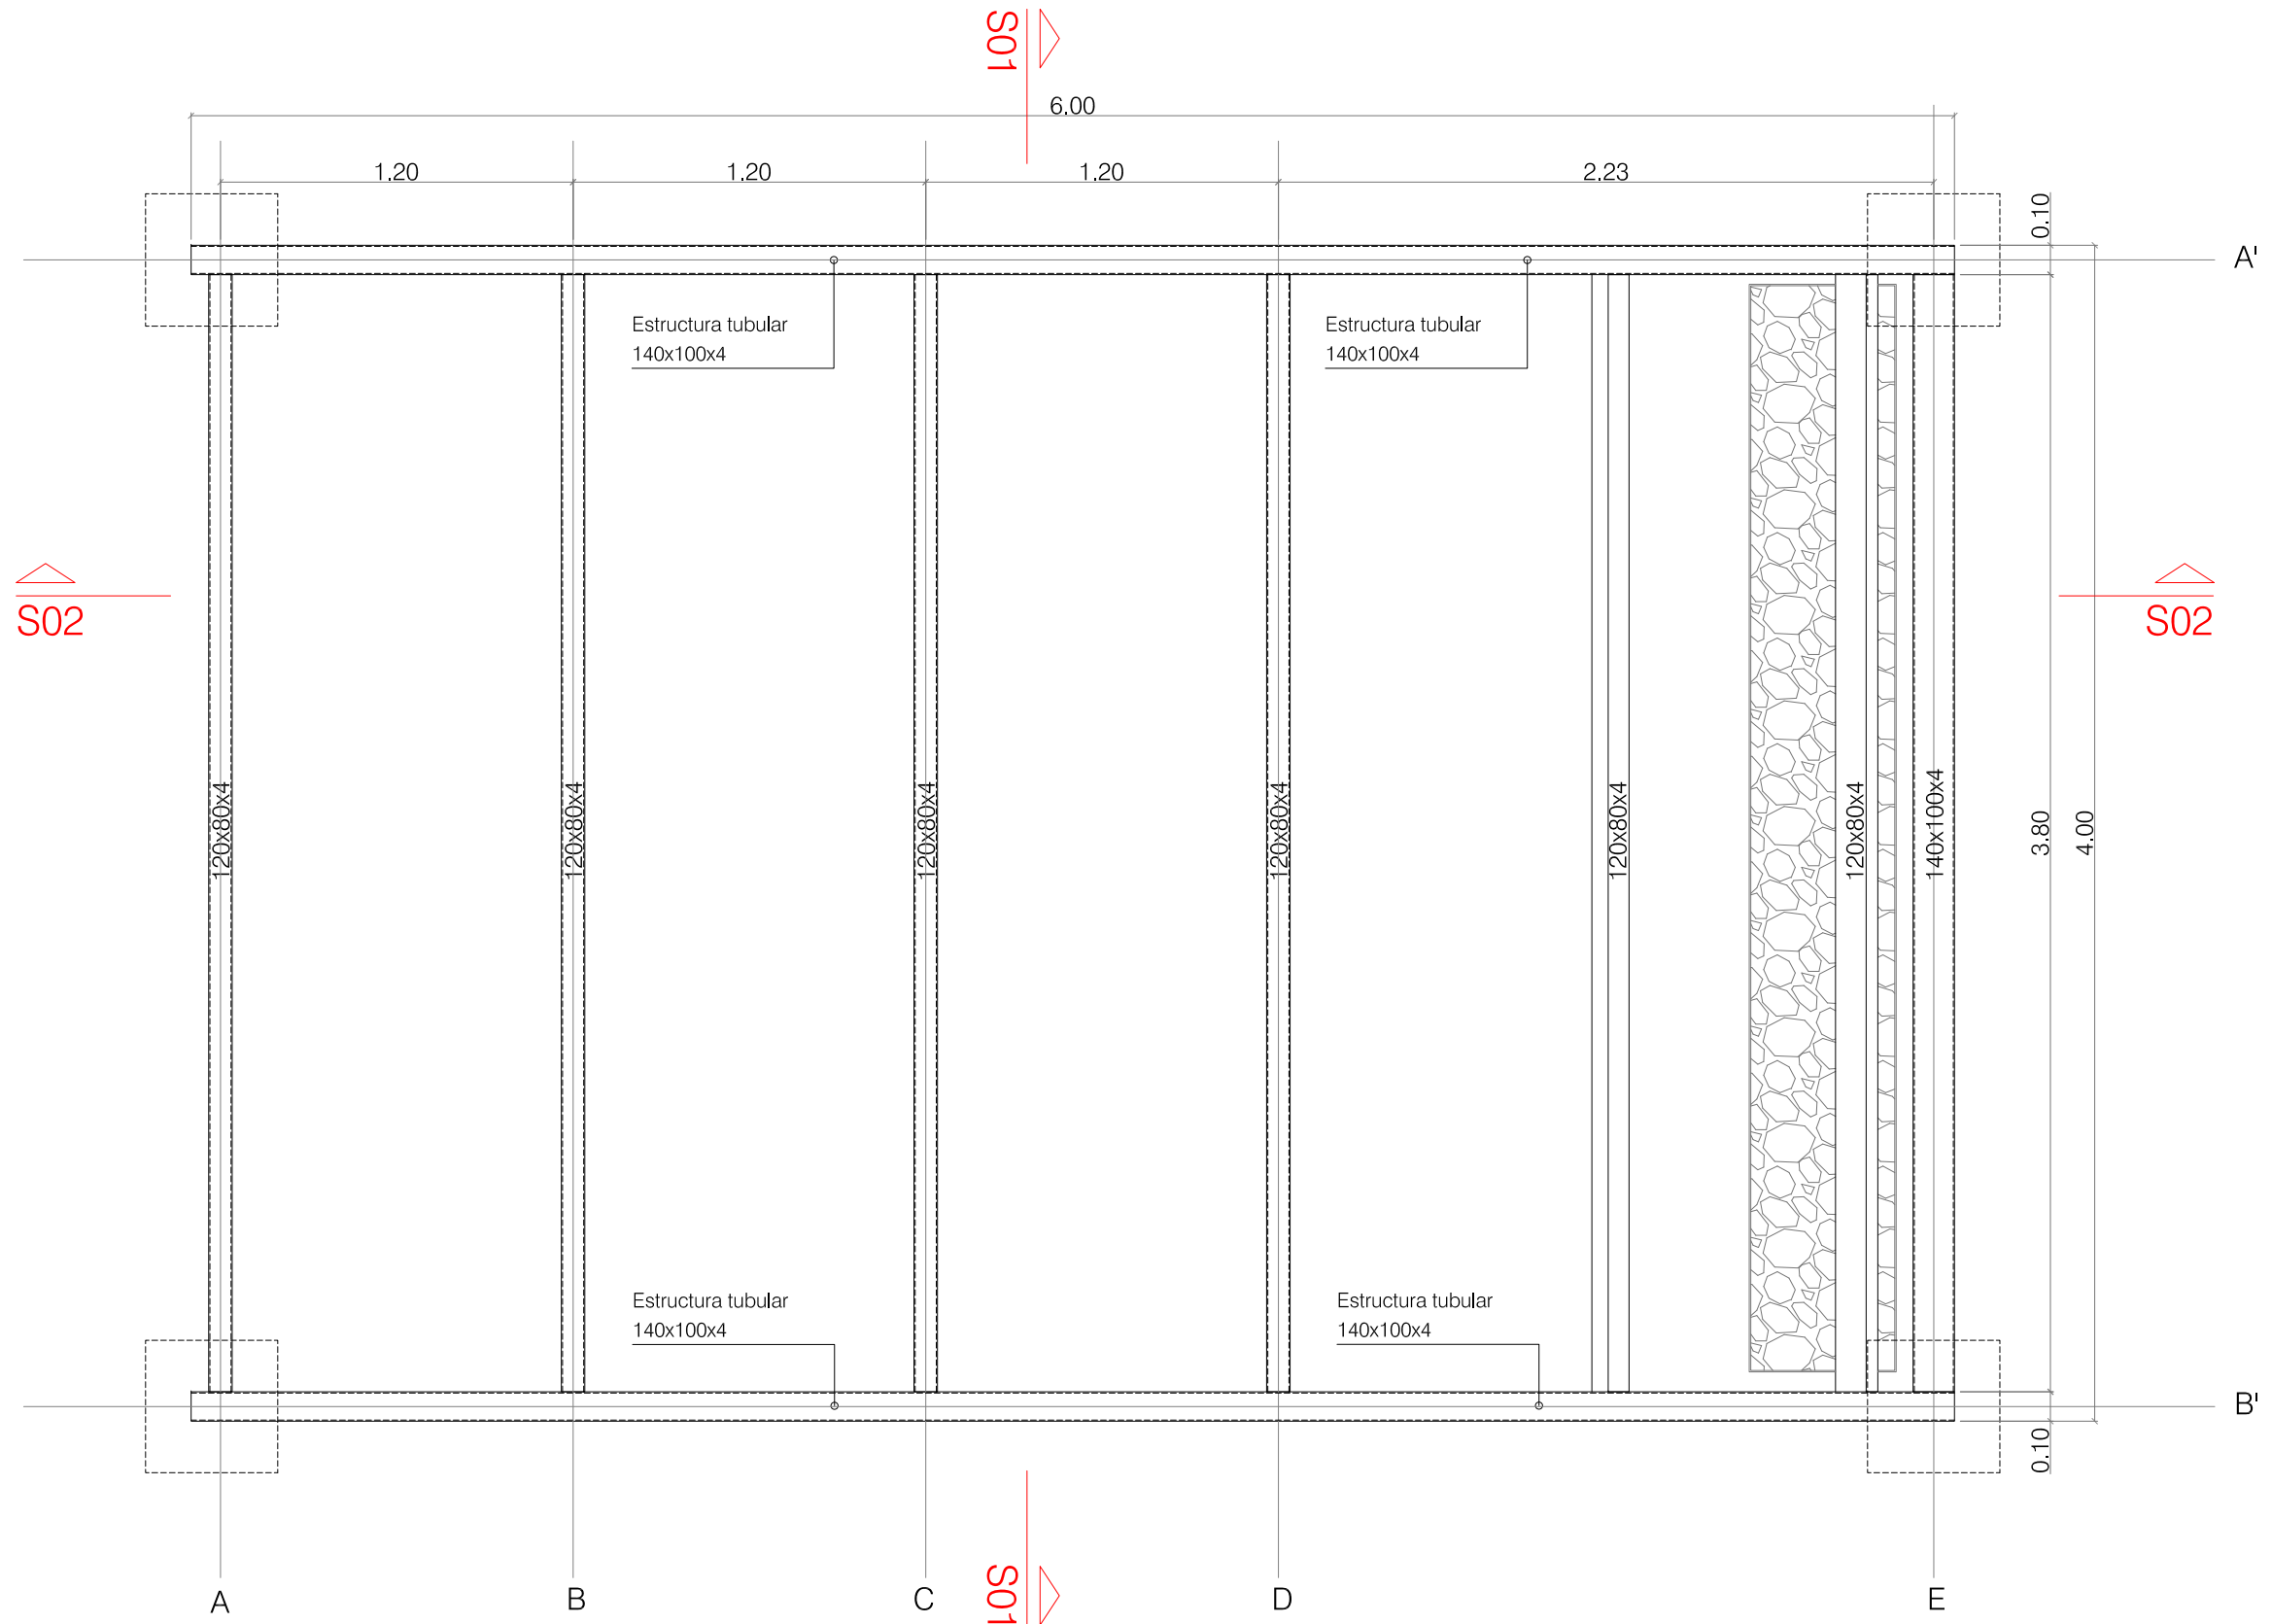 S01
6.00
1.20
1.20
1.20
2.23
0.10
A'
Estructura tubular
140x100x4
Estructura tubular
140x100x4
S02
S02
120x80x4
120x80x4
120x80x4
120x80x4
120x80x4
120x80x4
140x100x4
3.80
4.00
Estructura tubular
140x100x4
Estructura tubular
140x100x4
B'
0.10
S01
A
B
C
D
E